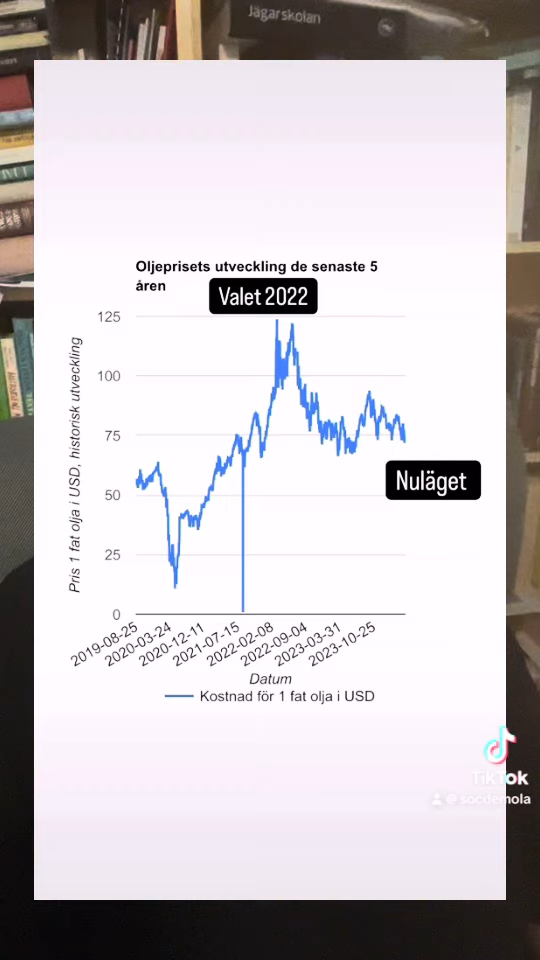 Jägarskolan
Oljeprisets utveckling de senaste 5
åren
Valet 2022
Pris 1 fat olja i USD, historisk utveckling
125
100
75
50
25
0
Nuläget
2019-08-25
2020-03-24
2020-12-11
2021-07-15
2022-02-08
2022-09-04
2023-03-31
2023-10-25
Datum
Kostnad för 1 fat olja i USD
TikTok
@socdemola